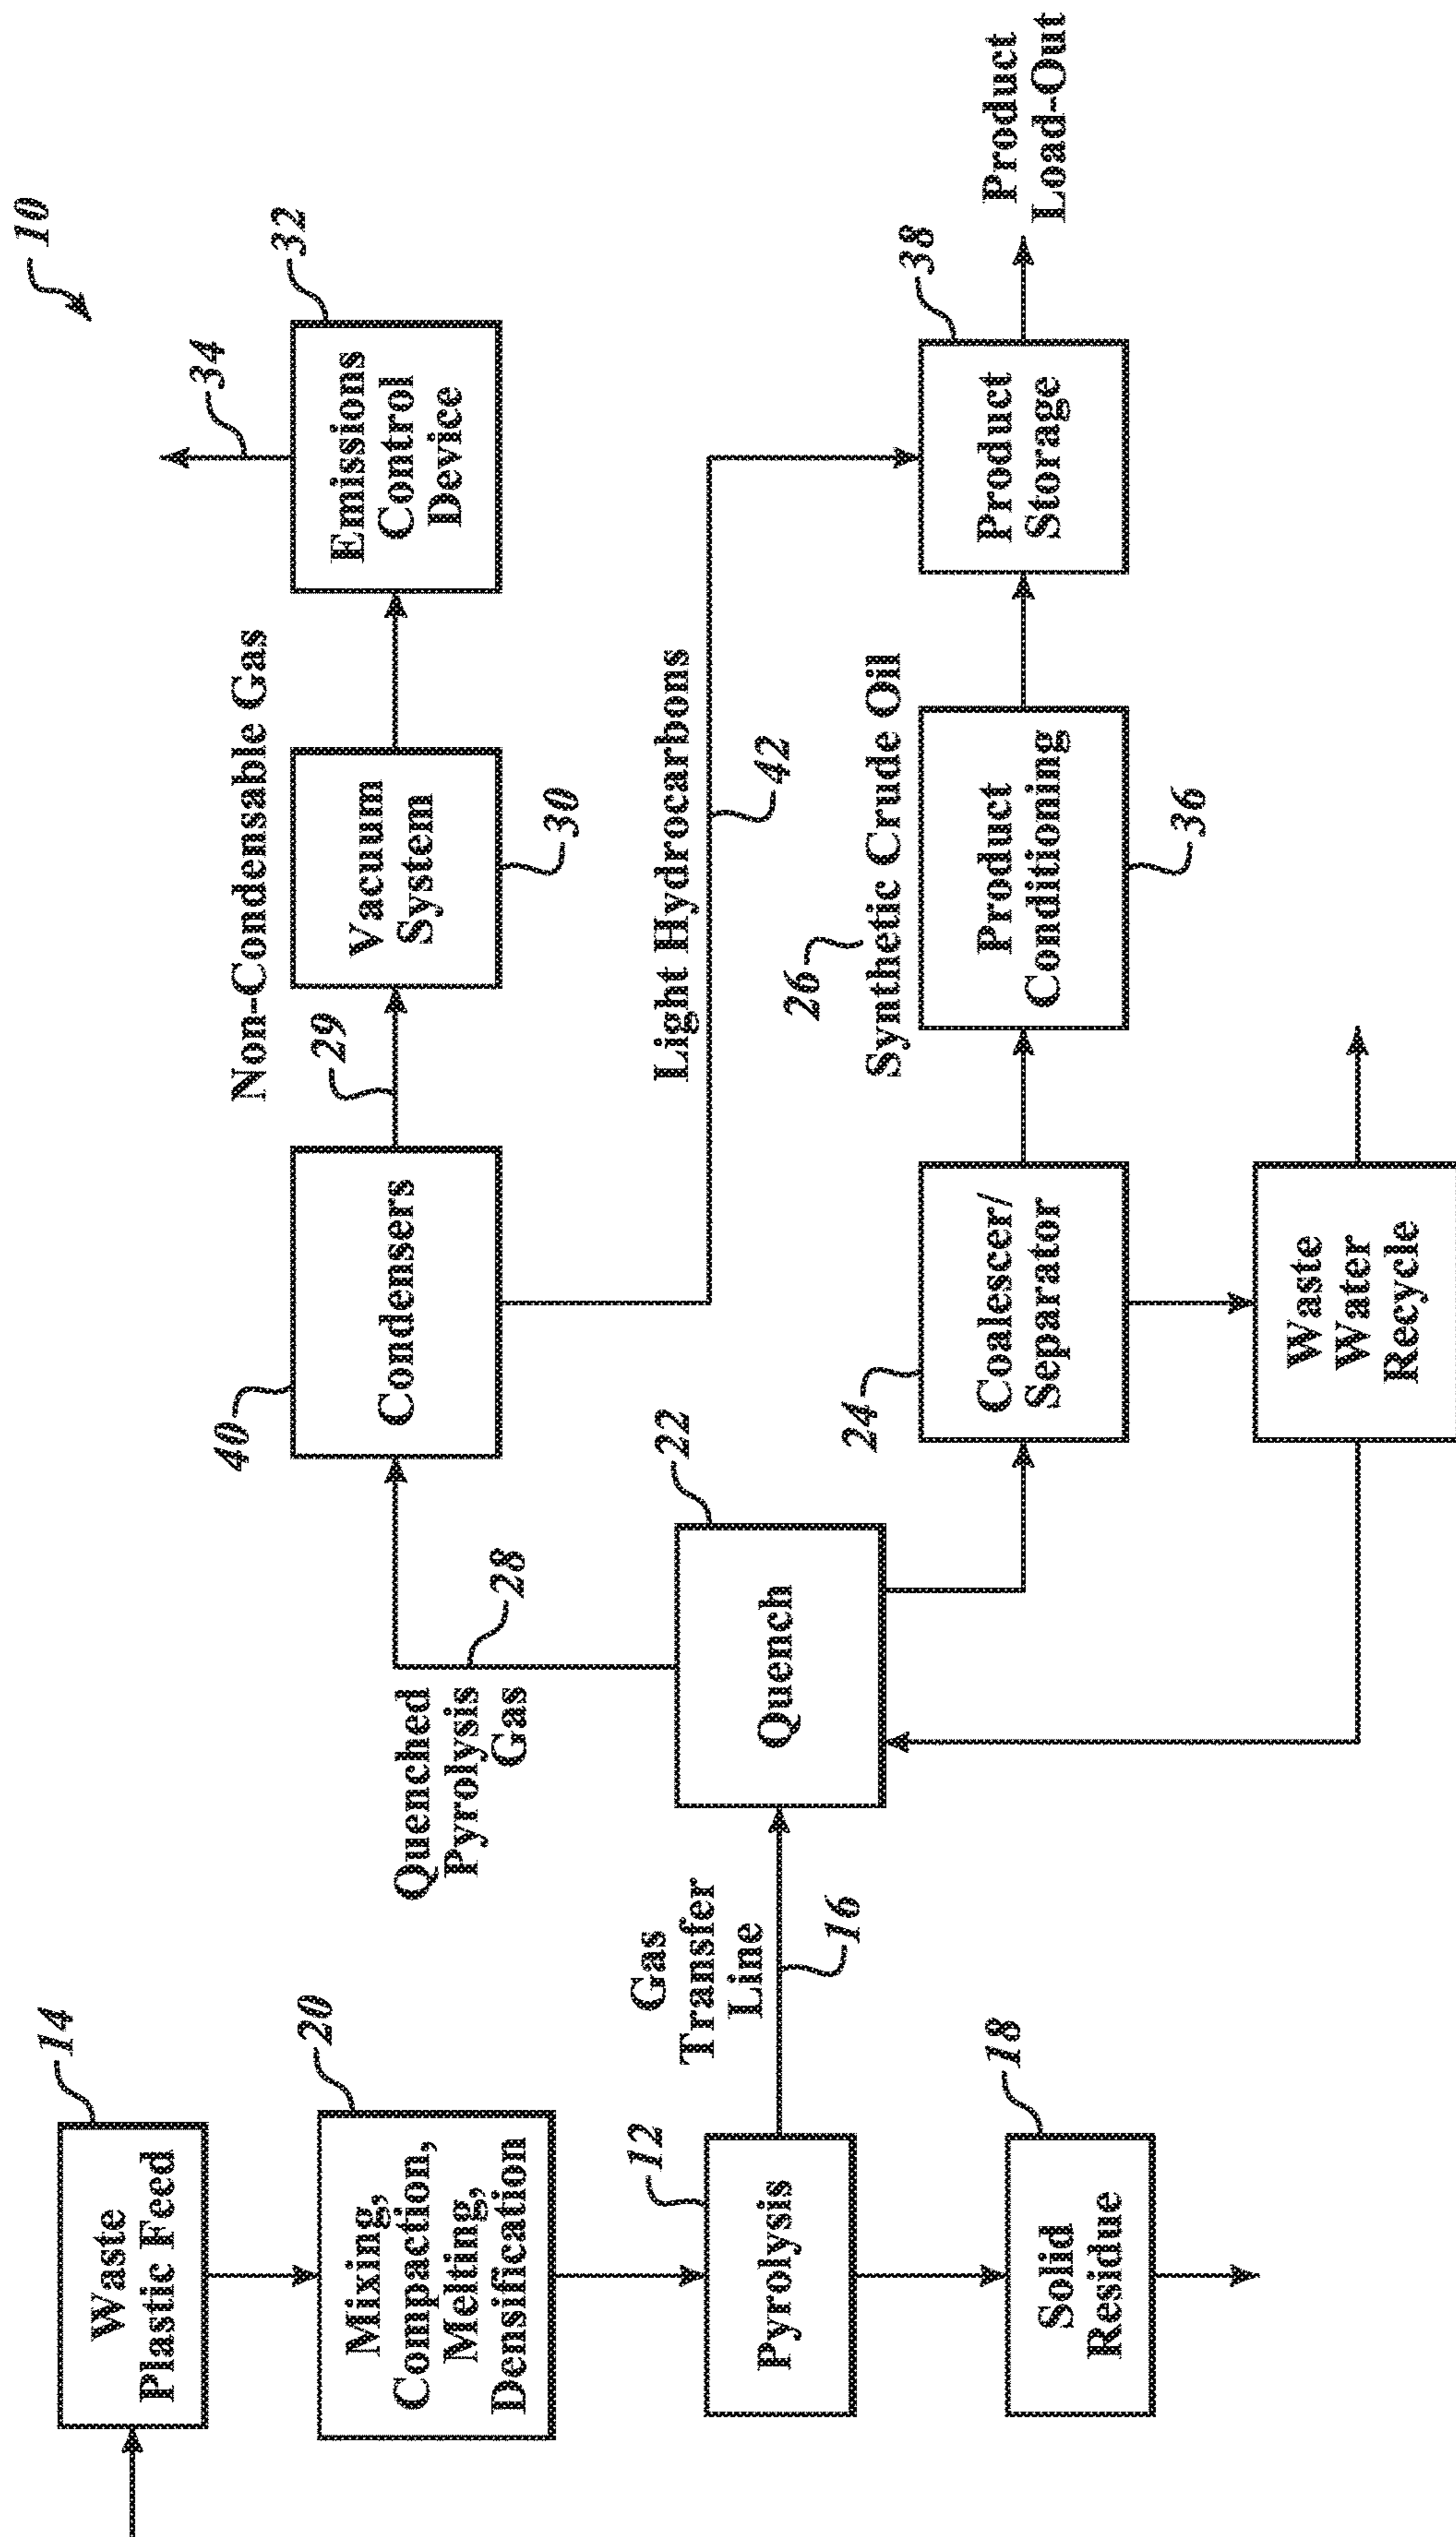 10
14
Waste
Plastic Feed
20
Mixing,
Compaction,
Melting,
Densification
12
Pyrolysis
18
Solid
Residue
Gas
Transfer
Line
16
Quenched
Pyrolysis
Gas
28
22
Quench
40
Condensers
29
Non-Condensable Gas
Vacuum
System
30
32
Emissions
Control
Device
34
Light Hydrocarbons
42
24
Coalescer/
Separator
Waste
Water
Recycle
26
Synthetic Crude Oil
Product
Conditioning
36
38
Product
Storage
Product
Load-Out